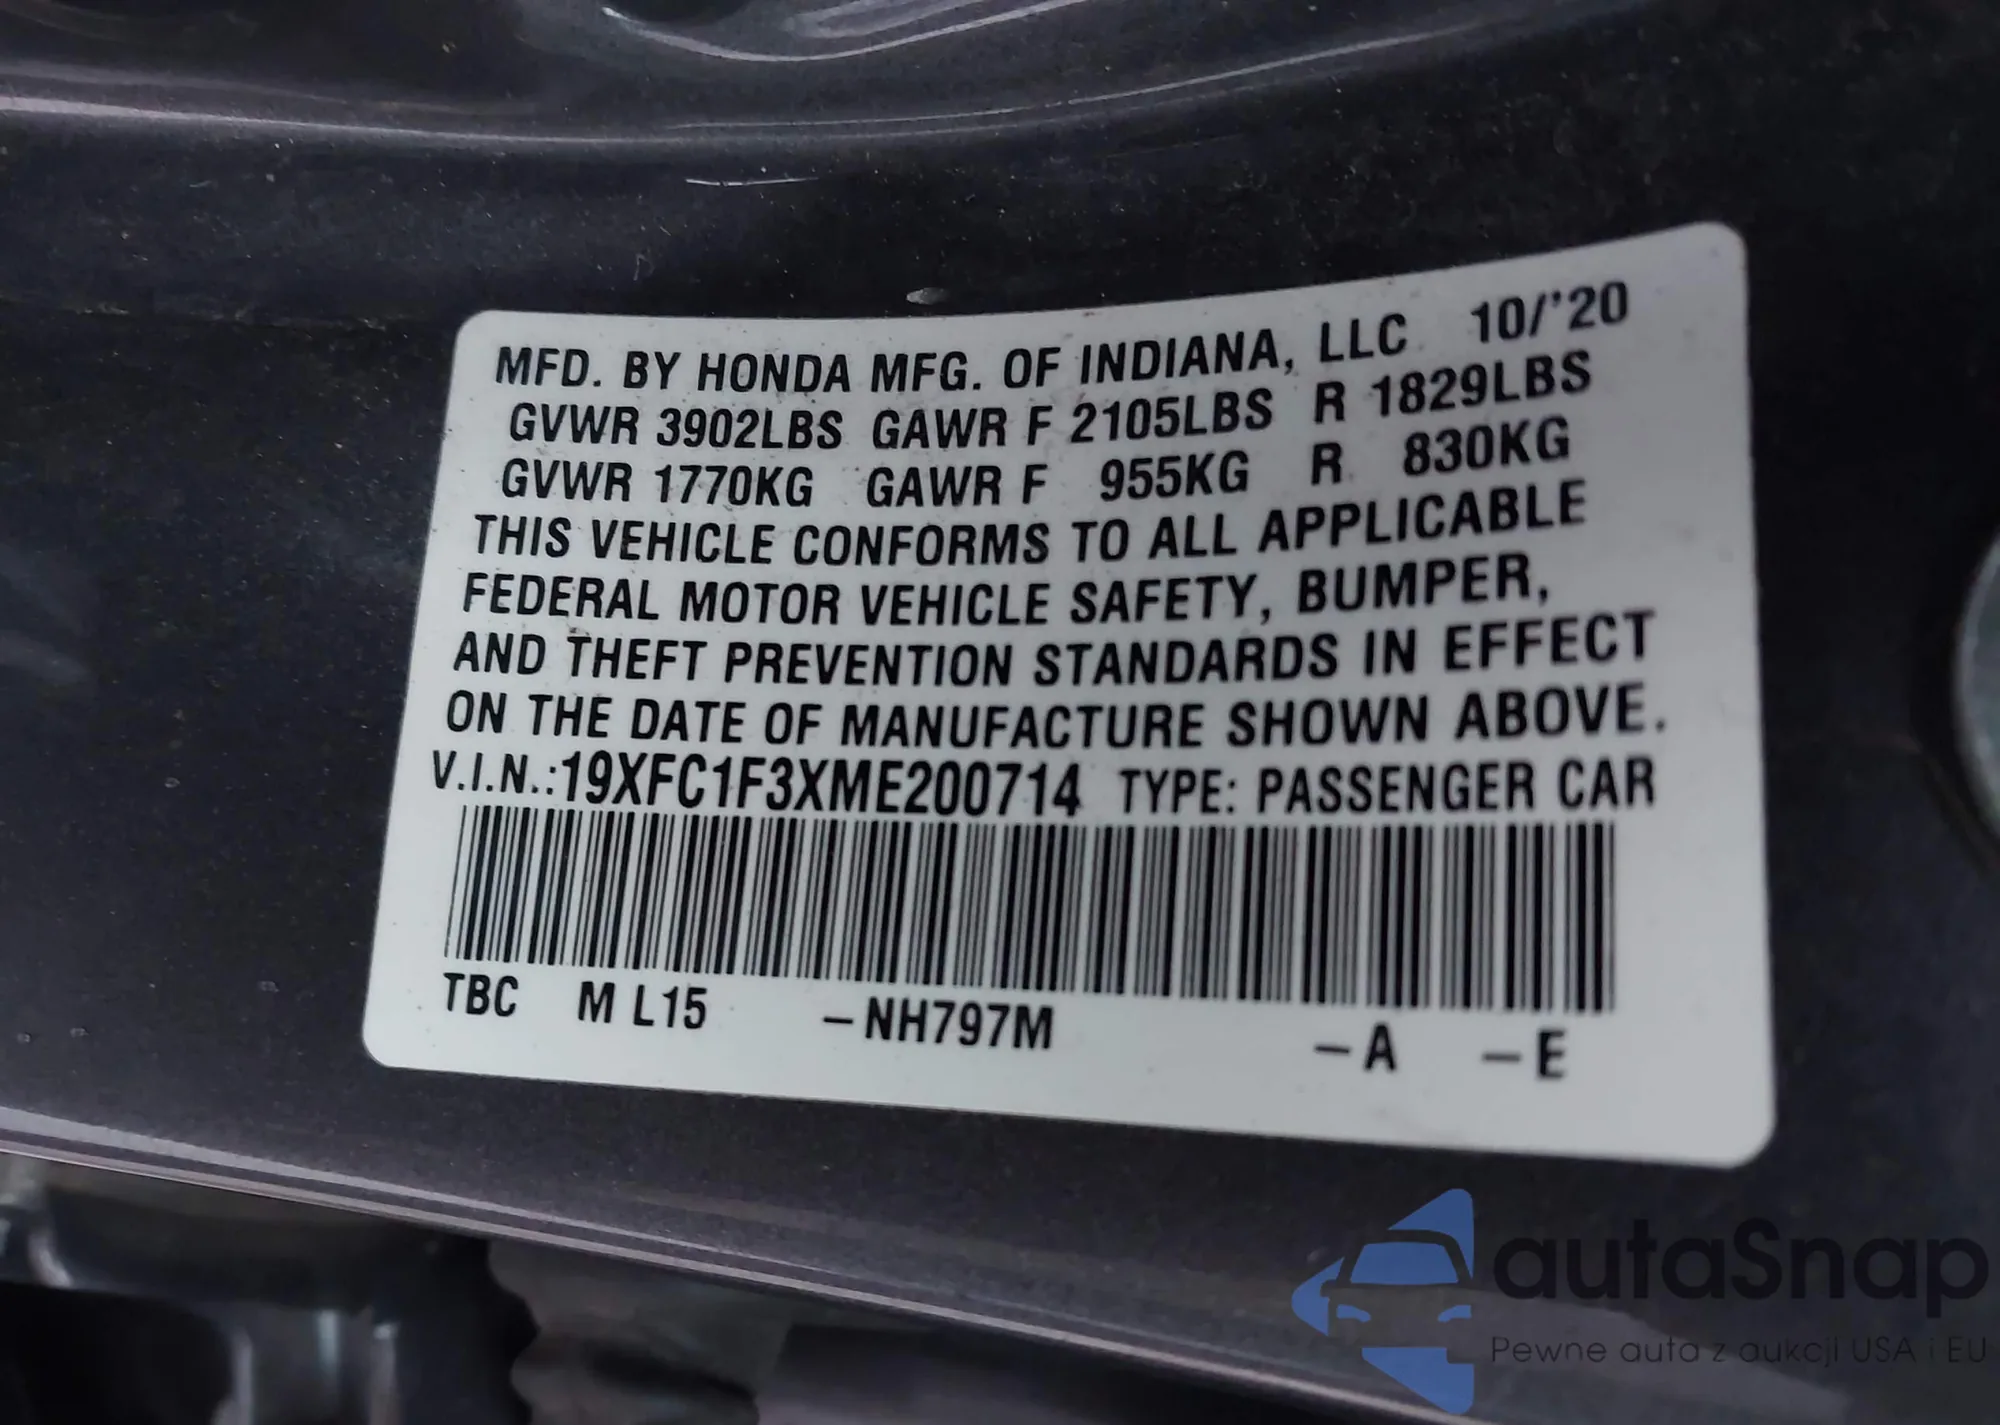 MFD. BY HONDA MFG. OF INDIANA, LLC 10/'20
GVWR 3902LBS GAWR F 2105LBS R 1829LBS
GVWR 1770KG GAWR F 955KG R 830KG
THIS VEHICLE CONFORMS TO ALL APPLICABLE
FEDERAL MOTOR VEHICLE SAFETY, BUMPER,
AND THEFT PREVENTION STANDARDS IN EFFECT
ON THE DATE OF MANUFACTURE SHOWN ABOVE.
V.I.N.:19XFC1F3XME200714 TYPE: PASSENGER CAR
TBC M L15 –NH797M –A –E
autaSnap
Pewne auta z aukcji USA i EU